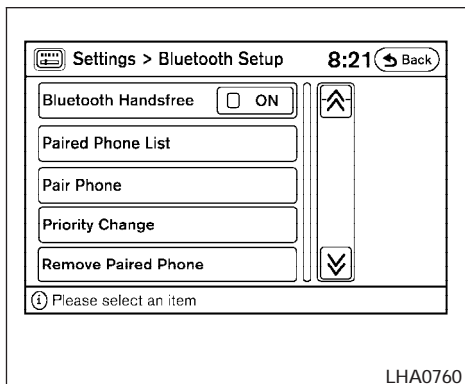 Settings > Bluetooth Setup 8:21 Back
Bluetooth Handsfree ON
Paired Phone List
Pair Phone
Priority Change
Remove Paired Phone
i Please select an item
LHA0760